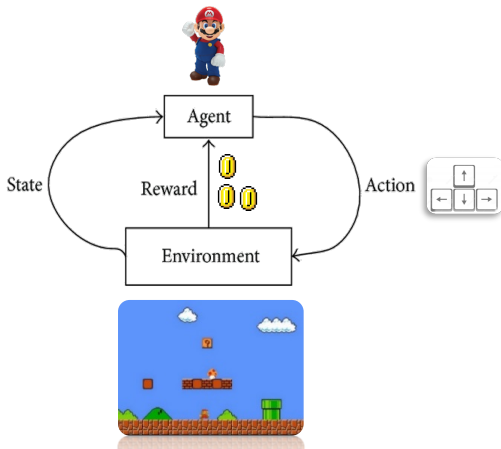 Agent
State
Reward
Action
↑
← ↓ →
Environment
?